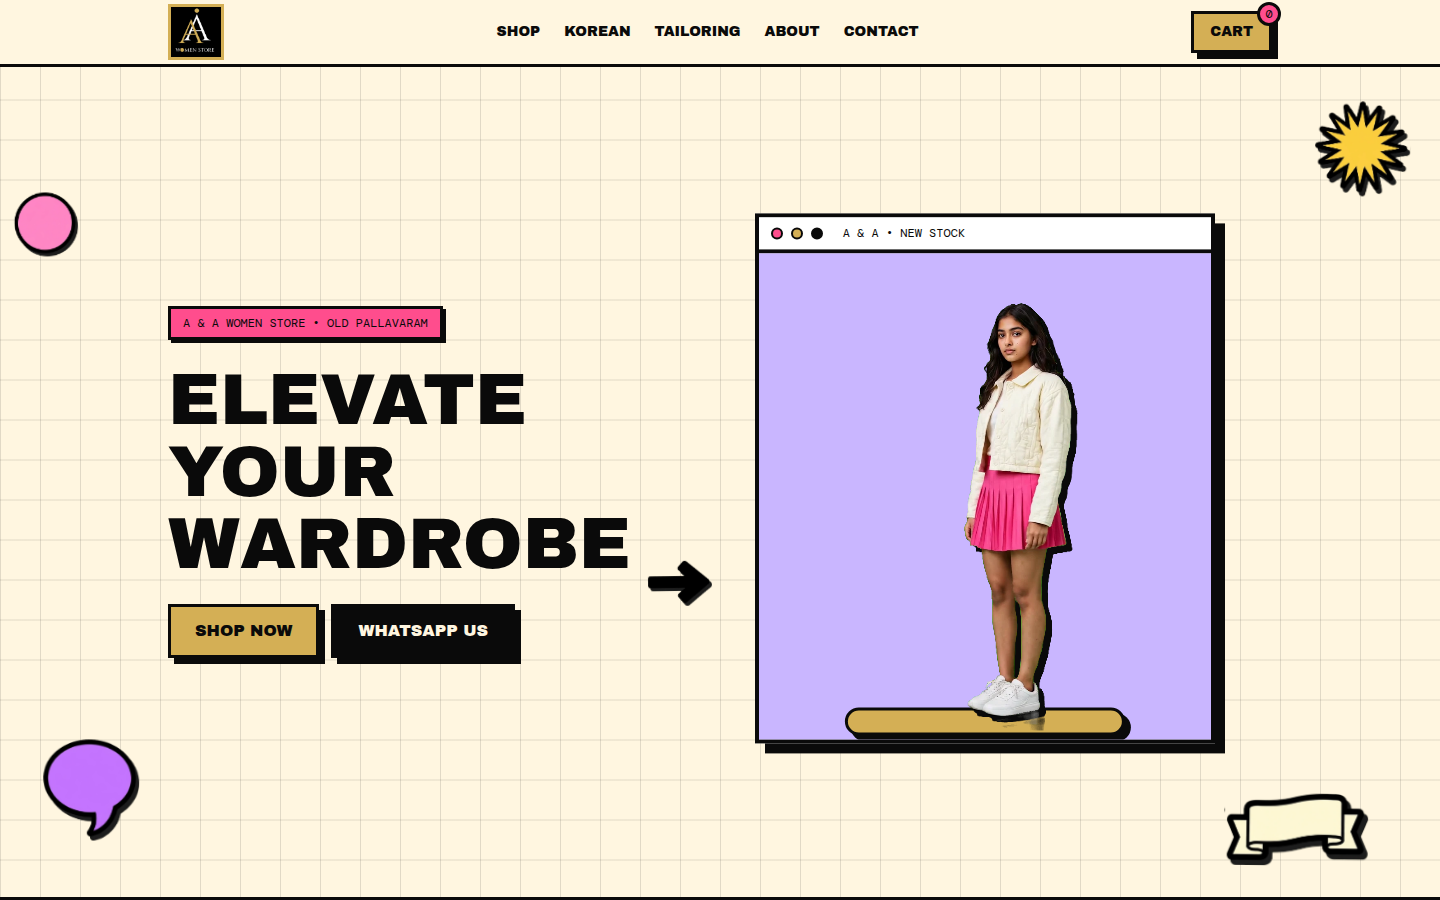 A
A
WOMEN STORE
SHOP
KOREAN
TAILORING
ABOUT
CONTACT
CART
0
A & A • NEW STOCK
A & A WOMEN STORE • OLD PALLAVARAM
ELEVATE
YOUR
WARDROBE
SHOP NOW
WHATSAPP US